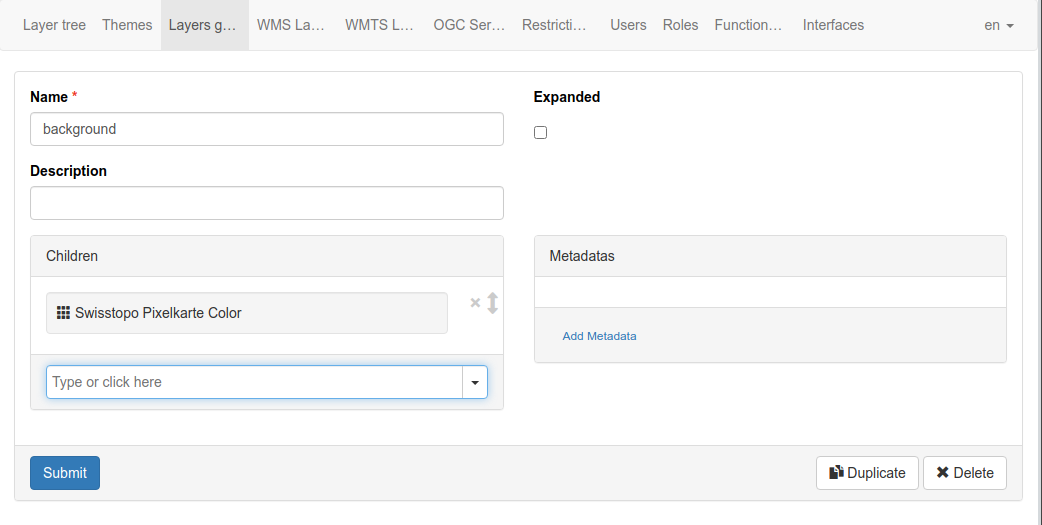 Layer tree Themes Layers g… WMS La… WMTS L… OGC Ser… Restricti… Users Roles Function… Interfaces en
Name * Expanded
background
Description
Children Metadatas
Swisstopo Pixelkarte Color
Add Metadata
Type or click here
Submit Duplicate Delete